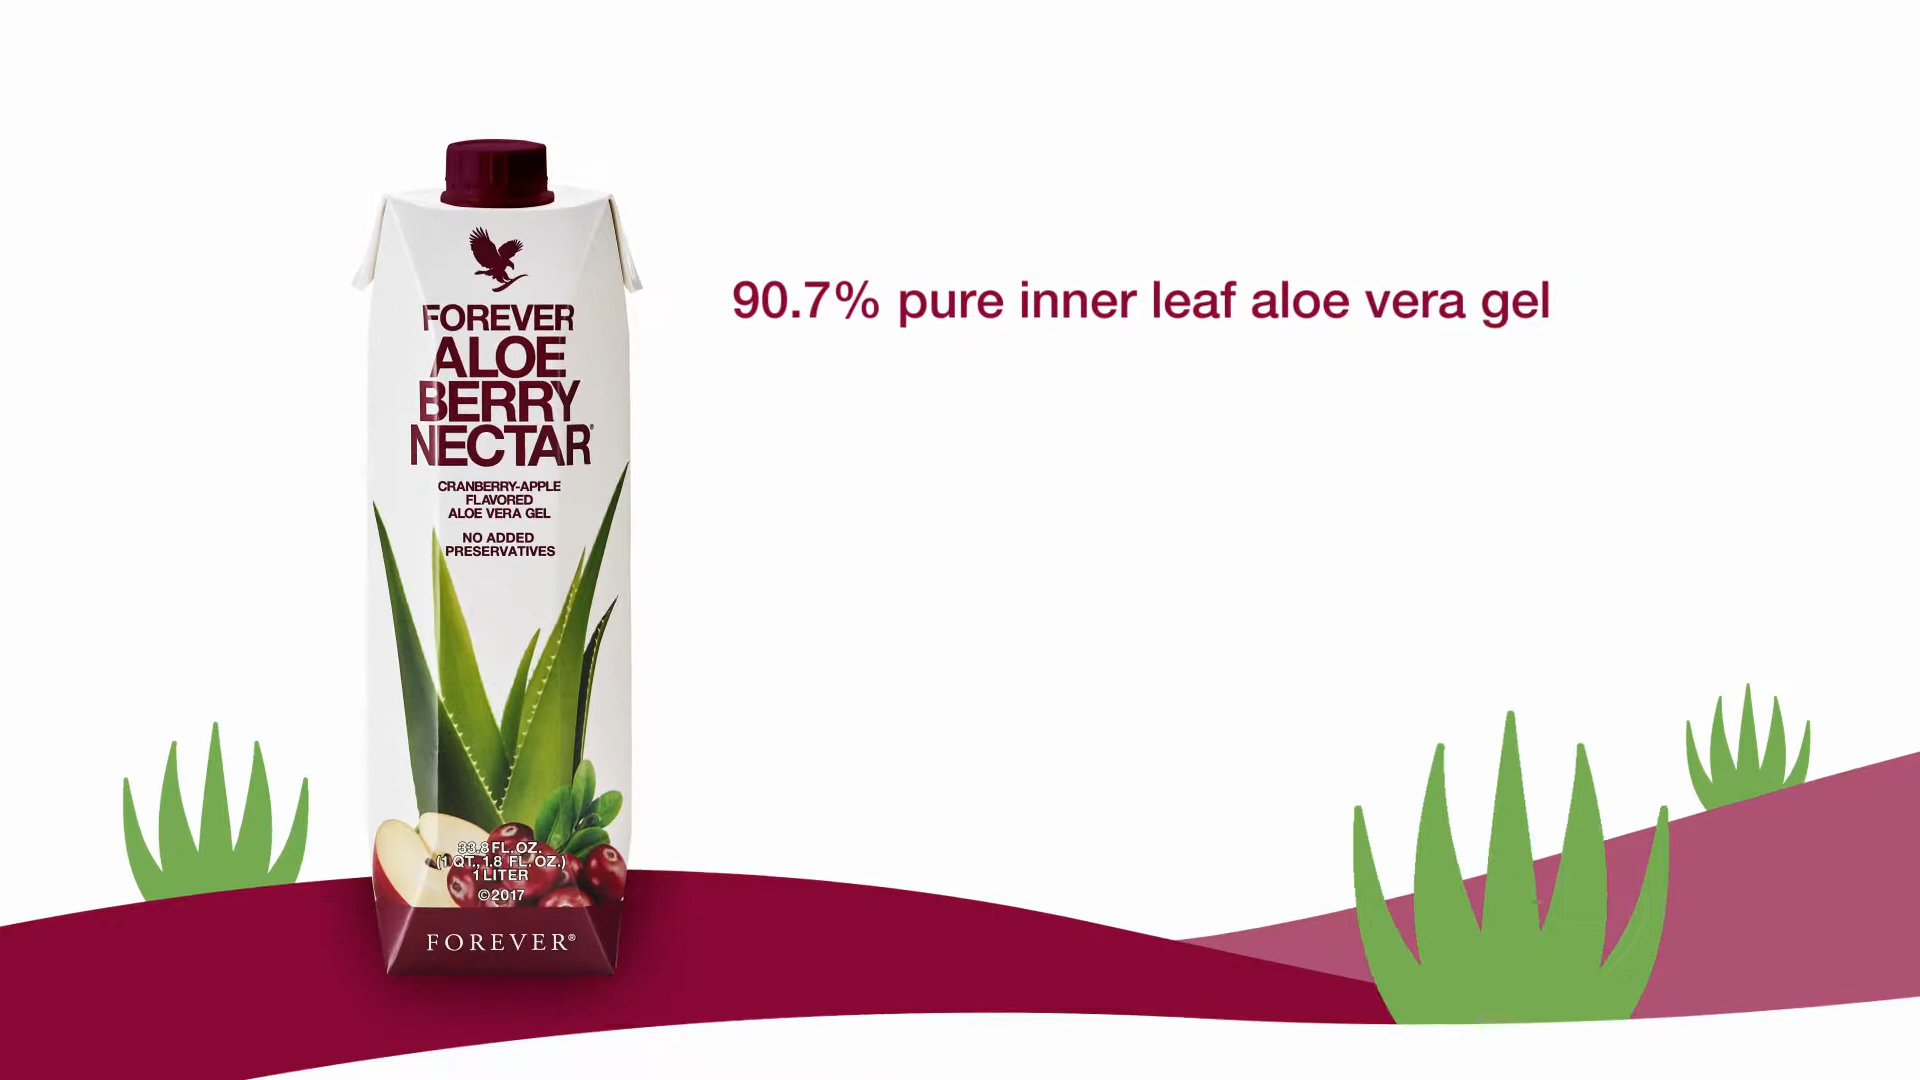 FOREVER
ALOE
BERRY
NECTAR®
CRANBERRY-APPLE
FLAVORED
ALOE VERA GEL
NO ADDED
PRESERVATIVES
33.8 FL. OZ.
(1 QT., 1.8 FL. OZ.)
1 LITER
©2017
FOREVER®
90.7% pure inner leaf aloe vera gel